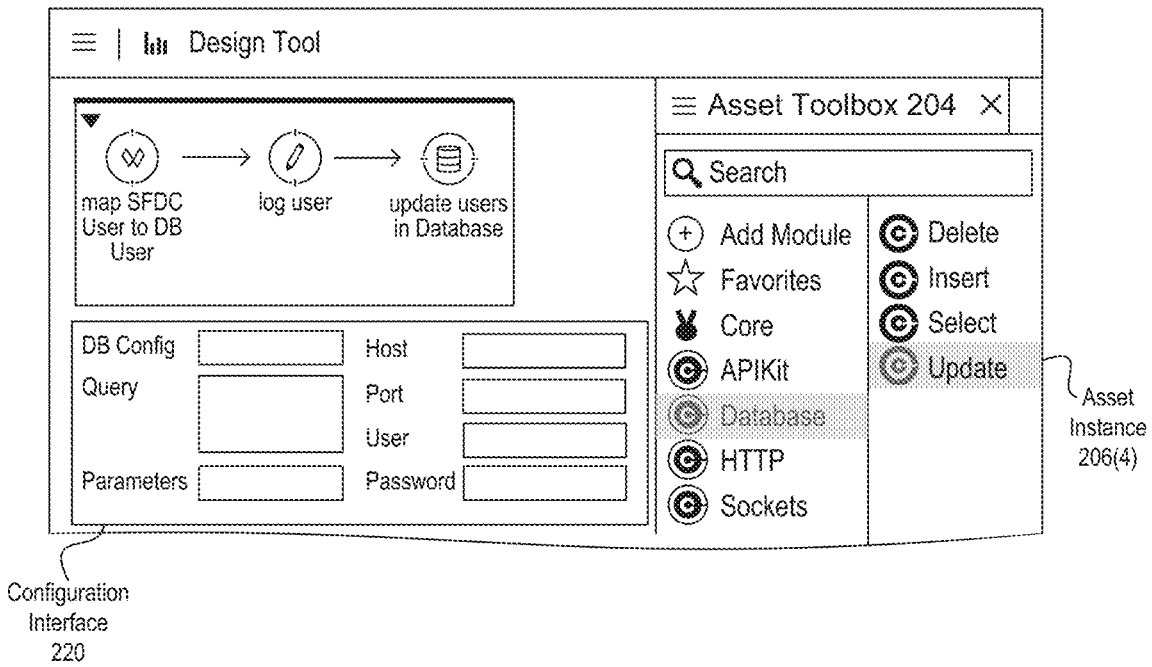 Design Tool
map SFDC
User to DB
User
log user
update users
in Database
Asset Toolbox 204
Search
Add Module
Favorites
Core
APIKit
Database
HTTP
Sockets
Delete
Insert
Select
Update
DB Config
Query
Parameters
Host
Port
User
Password
Asset
Instance
206(4)
Configuration
Interface
220